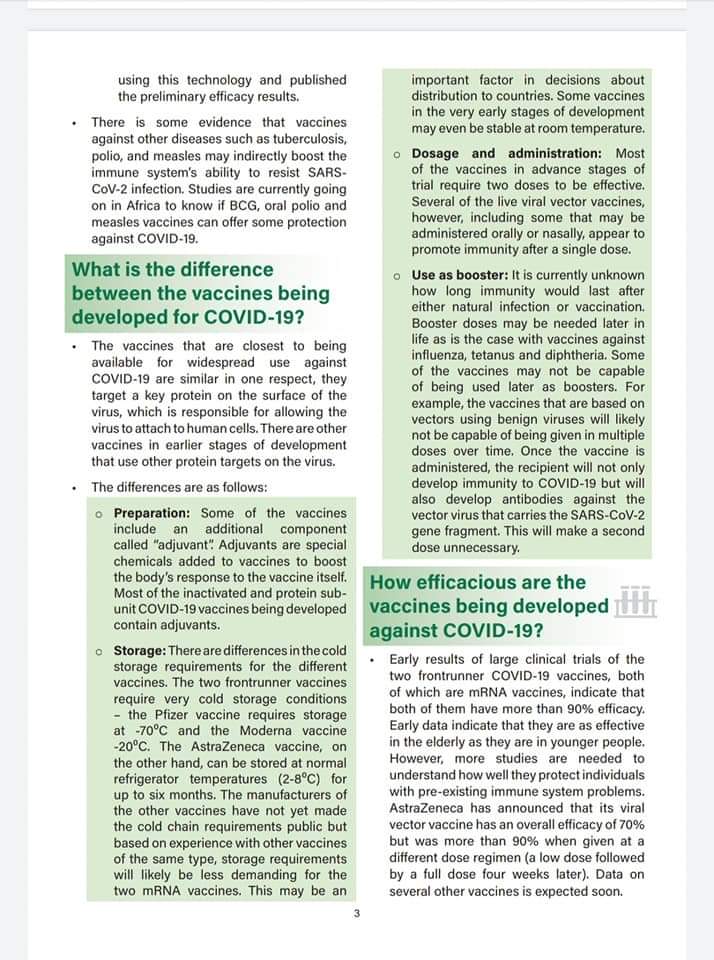 using this technology and published
the preliminary efficacy results.
• There is some evidence that vaccines
against other diseases such as tuberculosis,
polio, and measles may indirectly boost the
immune system's ability to resist SARS-
CoV-2 infection. Studies are currently going
on in Africa to know if BCG, oral polio and
measles vaccines can offer some protection
against COVID-19.
What is the difference
between the vaccines being
developed for COVID-19?
• The vaccines that are closest to being
available for widespread use against
COVID-19 are similar in one respect, they
target a key protein on the surface of the
virus, which is responsible for allowing the
virus to attach to human cells. There are other
vaccines in earlier stages of development
that use other protein targets on the virus.
• The differences are as follows:
o Preparation: Some of the vaccines
include an additional component
called "adjuvant". Adjuvants are special
chemicals added to vaccines to boost
the body's response to the vaccine itself.
Most of the inactivated and protein sub-
unit COVID-19 vaccines being developed
contain adjuvants.
o Storage: There are differences in the cold
storage requirements for the different
vaccines. The two frontrunner vaccines
require very cold storage conditions
– the Pfizer vaccine requires storage
at -70ºC and the Moderna vaccine
-20ºC. The AstraZeneca vaccine, on
the other hand, can be stored at normal
refrigerator temperatures (2-8ºC) for
up to six months. The manufacturers of
the other vaccines have not yet made
the cold chain requirements public but
based on experience with other vaccines
of the same type, storage requirements
will likely be less demanding for the
two mRNA vaccines. This may be an
important factor in decisions about
distribution to countries. Some vaccines
in the very early stages of development
may even be stable at room temperature.
o Dosage and administration: Most
of the vaccines in advance stages of
trial require two doses to be effective.
Several of the live viral vector vaccines,
however, including some that may be
administered orally or nasally, appear to
promote immunity after a single dose.
o Use as booster: It is currently unknown
how long immunity would last after
either natural infection or vaccination.
Booster doses may be needed later in
life as is the case with vaccines against
influenza, tetanus and diphtheria. Some
of the vaccines may not be capable
of being used later as boosters. For
example, the vaccines that are based on
vectors using benign viruses will likely
not be capable of being given in multiple
doses over time. Once the vaccine is
administered, the recipient will not only
develop immunity to COVID-19 but will
also develop antibodies against the
vector virus that carries the SARS-CoV-2
gene fragment. This will make a second
dose unnecessary.
How efficacious are the
vaccines being developed
against COVID-19?
• Early results of large clinical trials of the
two frontrunner COVID-19 vaccines, both
of which are mRNA vaccines, indicate that
both of them have more than 90% efficacy.
Early data indicate that they are as effective
in the elderly as they are in younger people.
However, more studies are needed to
understand how well they protect individuals
with pre-existing immune system problems.
AstraZeneca has announced that its viral
vector vaccine has an overall efficacy of 70%
but was more than 90% when given at a
different dose regimen (a low dose followed
by a full dose four weeks later). Data on
several other vaccines is expected soon.
3